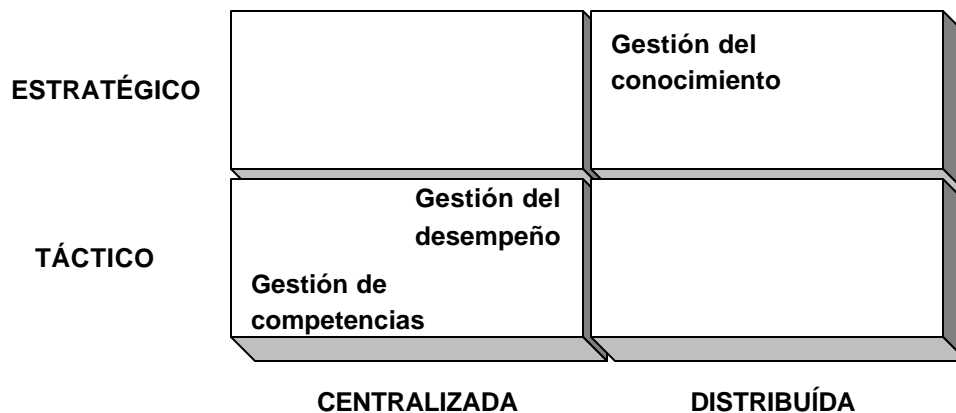 Gestión del
conocimiento
ESTRATÉGICO
Gestión del
desempeño
TÁCTICO
Gestión de
competencias
CENTRALIZADA
DISTRIBUÍDA